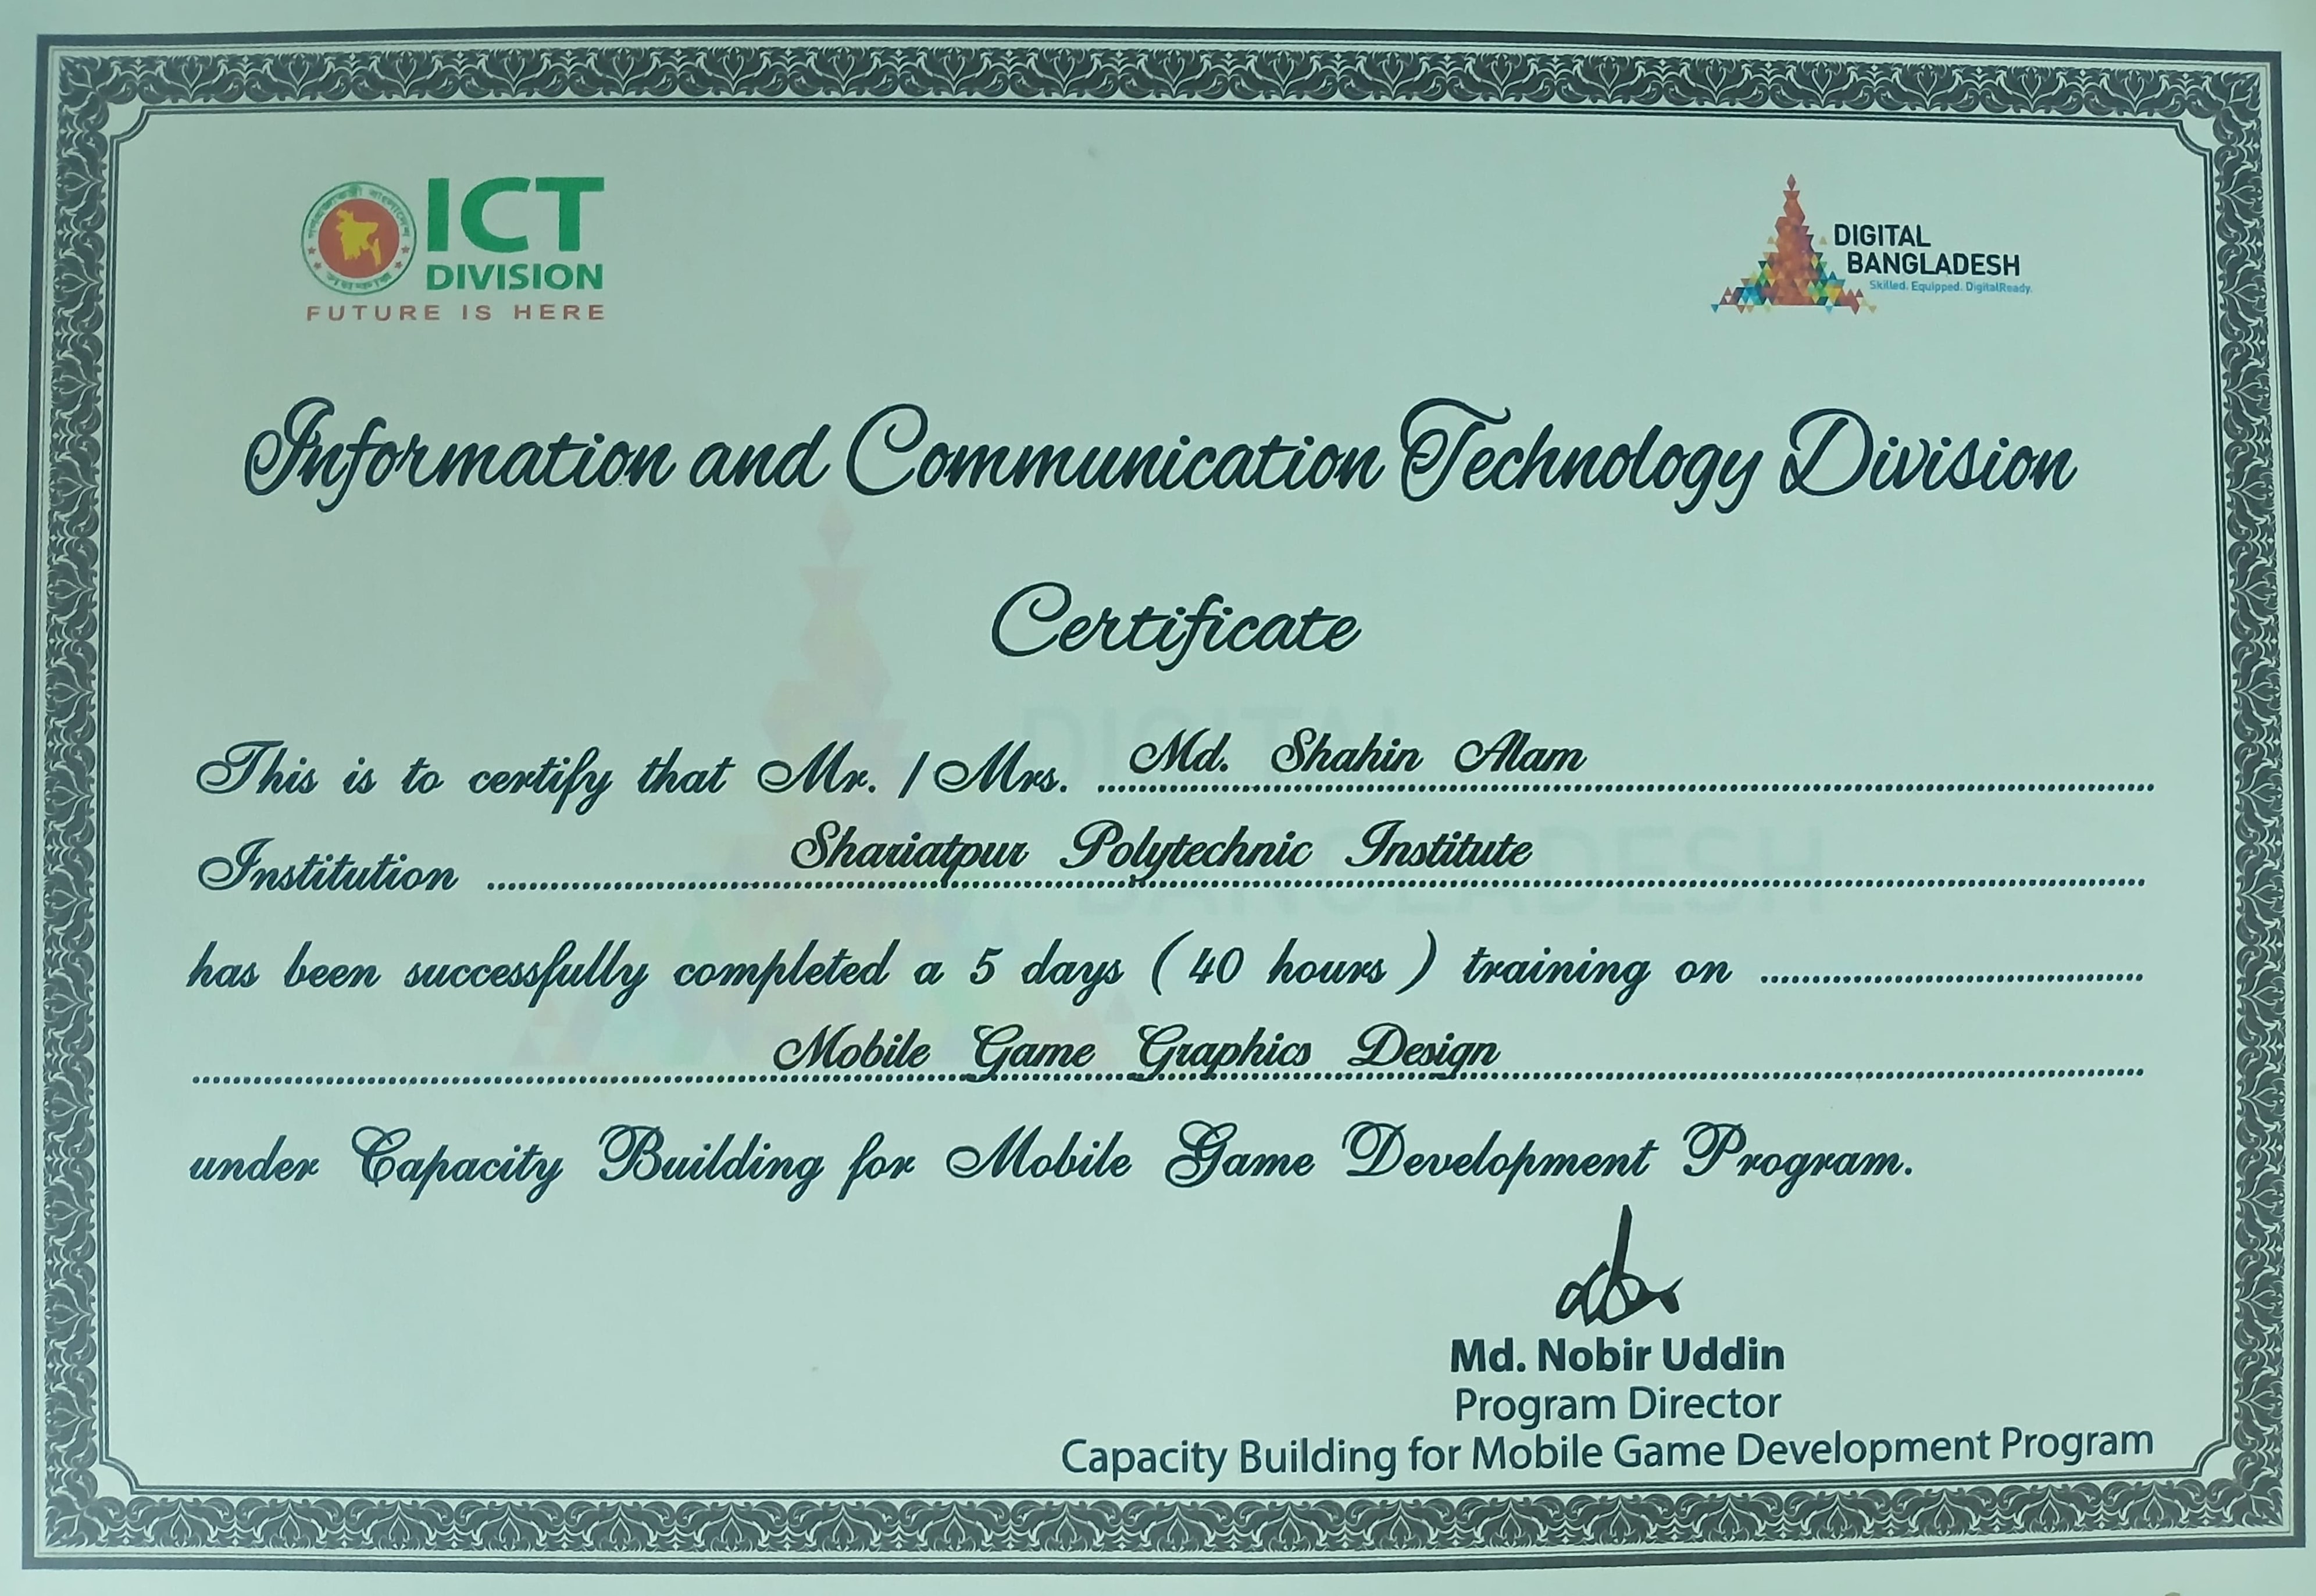 ICT
DIVISION
FUTURE IS HERE
DIGITAL
BANGLADESH
Skilled. Equipped. DigitalReady.
Information and Communication Technology Division
Certificate
This is to certify that Mr. / Mrs. Md. Shahin Alam
Institution Shariatpur Polytechnic Institute
has been successfully completed a 5 days ( 40 hours ) training on
Mobile Game Graphics Design
under Capacity Building for Mobile Game Development Program.
DIGITAL
BANGLADESH
Md. Nobir Uddin
Program Director
Capacity Building for Mobile Game Development Program